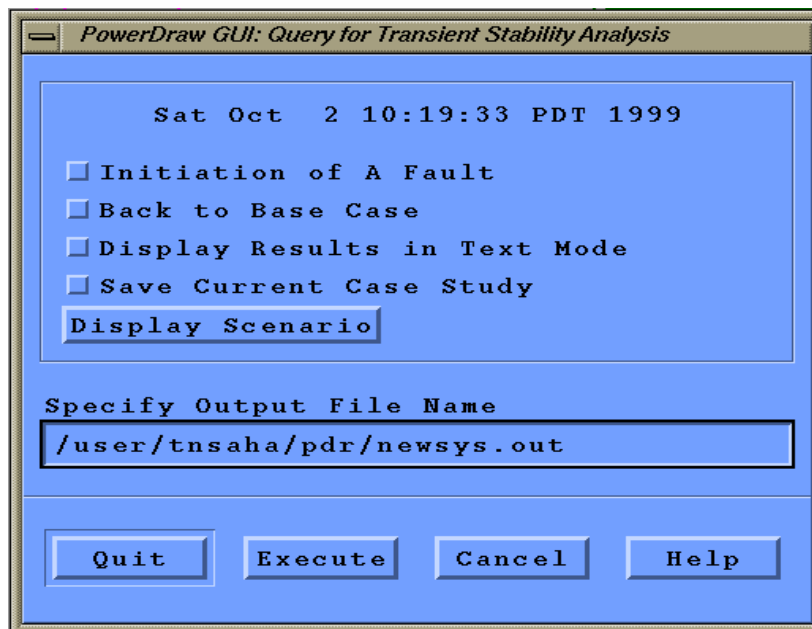 PowerDraw GUI: Query for Transient Stability Analysis
Sat Oct  2 10:19:33 PDT 1999
Initiation of A Fault
Back to Base Case
Display Results in Text Mode
Save Current Case Study
Display Scenario
Specify Output File Name
/user/tnsaha/pdr/newsys.out
Quit Execute Cancel Help